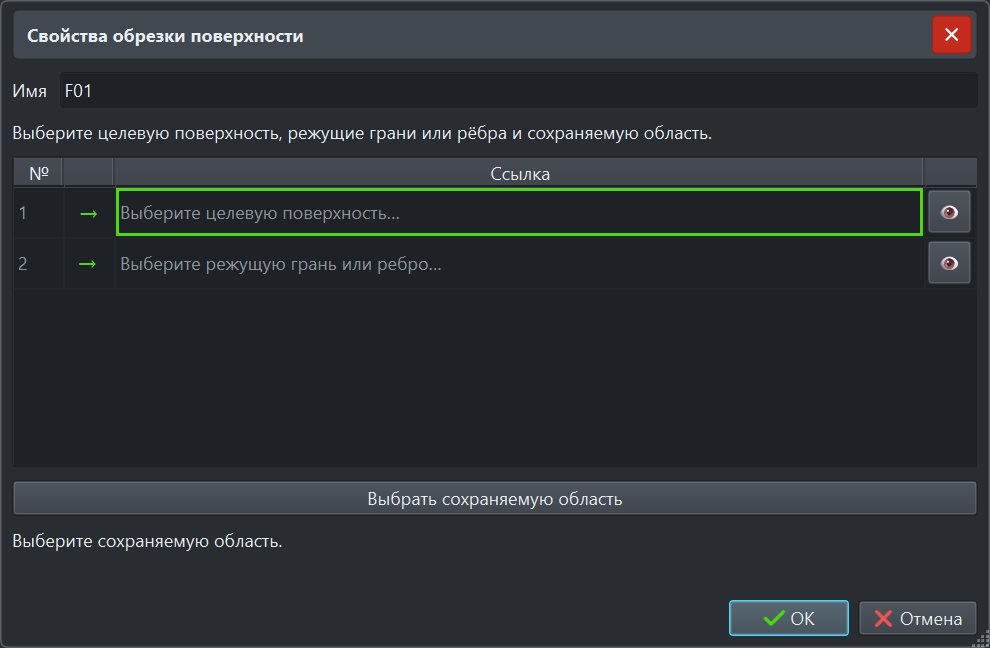 Свойства обрезки поверхности
Имя F01
Выберите целевую поверхность, режущие грани или рёбра и сохраняемую область.
№ Ссылка
1 → Выберите целевую поверхность...
2 → Выберите режущую грань или ребро...
Выбрать сохраняемую область
Выберите сохраняемую область.
OK Отмена